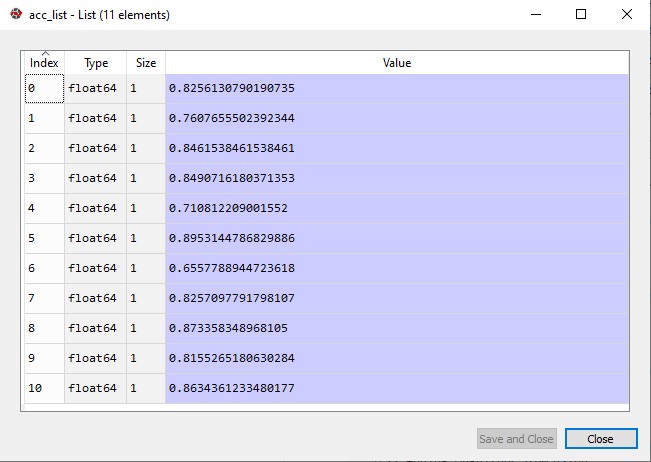 acc_list - List (11 elements)
Index Type Size Value
0 float64 1 0.8256130790190735
1 float64 1 0.7607655502392344
2 float64 1 0.8461538461538461
3 float64 1 0.8490716180371353
4 float64 1 0.710812209001552
5 float64 1 0.8953144786829886
6 float64 1 0.6557788944723618
7 float64 1 0.8257097791798107
8 float64 1 0.873358348968105
9 float64 1 0.8155265180630284
10 float64 1 0.8634361233480177
Save and Close Close